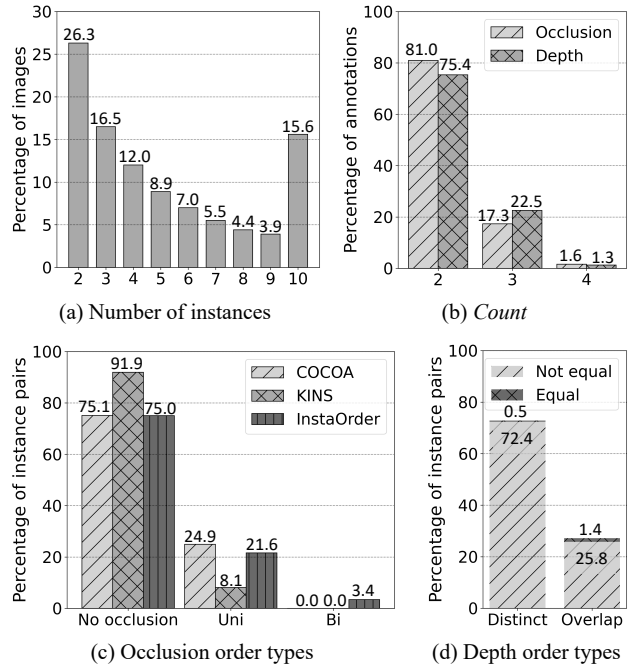 30
25
20
15
10
5
0
Percentage of images
26.3
16.5
12.0
8.9
7.0
5.5
4.4
3.9
15.6
2 3 4 5 6 7 8 9 10
(a) Number of instances
100
80
60
40
20
0
Percentage of annotations
Occlusion
Depth
81.0 75.4
17.3 22.5
1.6 1.3
2 3 4
(b) Count
100
80
60
40
20
0
Percentage of instance pairs
COCOA
KINS
InstaOrder
75.1 91.9 75.0
24.9 8.1 21.6
0.0 0.0 3.4
No occlusion Uni Bi
(c) Occlusion order types
100
80
60
40
20
0
Percentage of instance pairs
Not equal
Equal
0.5
72.4
1.4
25.8
Distinct Overlap
(d) Depth order types